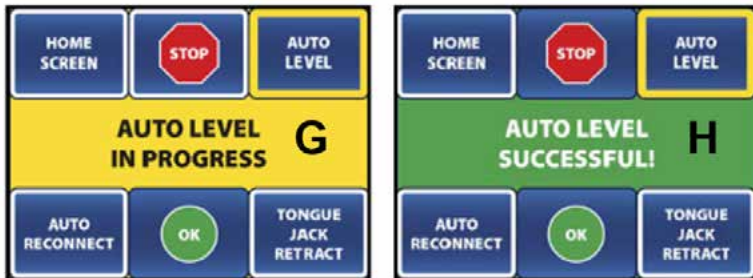 HOME
SCREEN
STOP
AUTO
LEVEL
AUTO LEVEL
IN PROGRESS
G
AUTO
RECONNECT
OK
TONGUE
JACK
RETRACT
HOME
SCREEN
STOP
AUTO
LEVEL
AUTO LEVEL
SUCCESSFUL!
H
AUTO
RECONNECT
OK
TONGUE
JACK
RETRACT